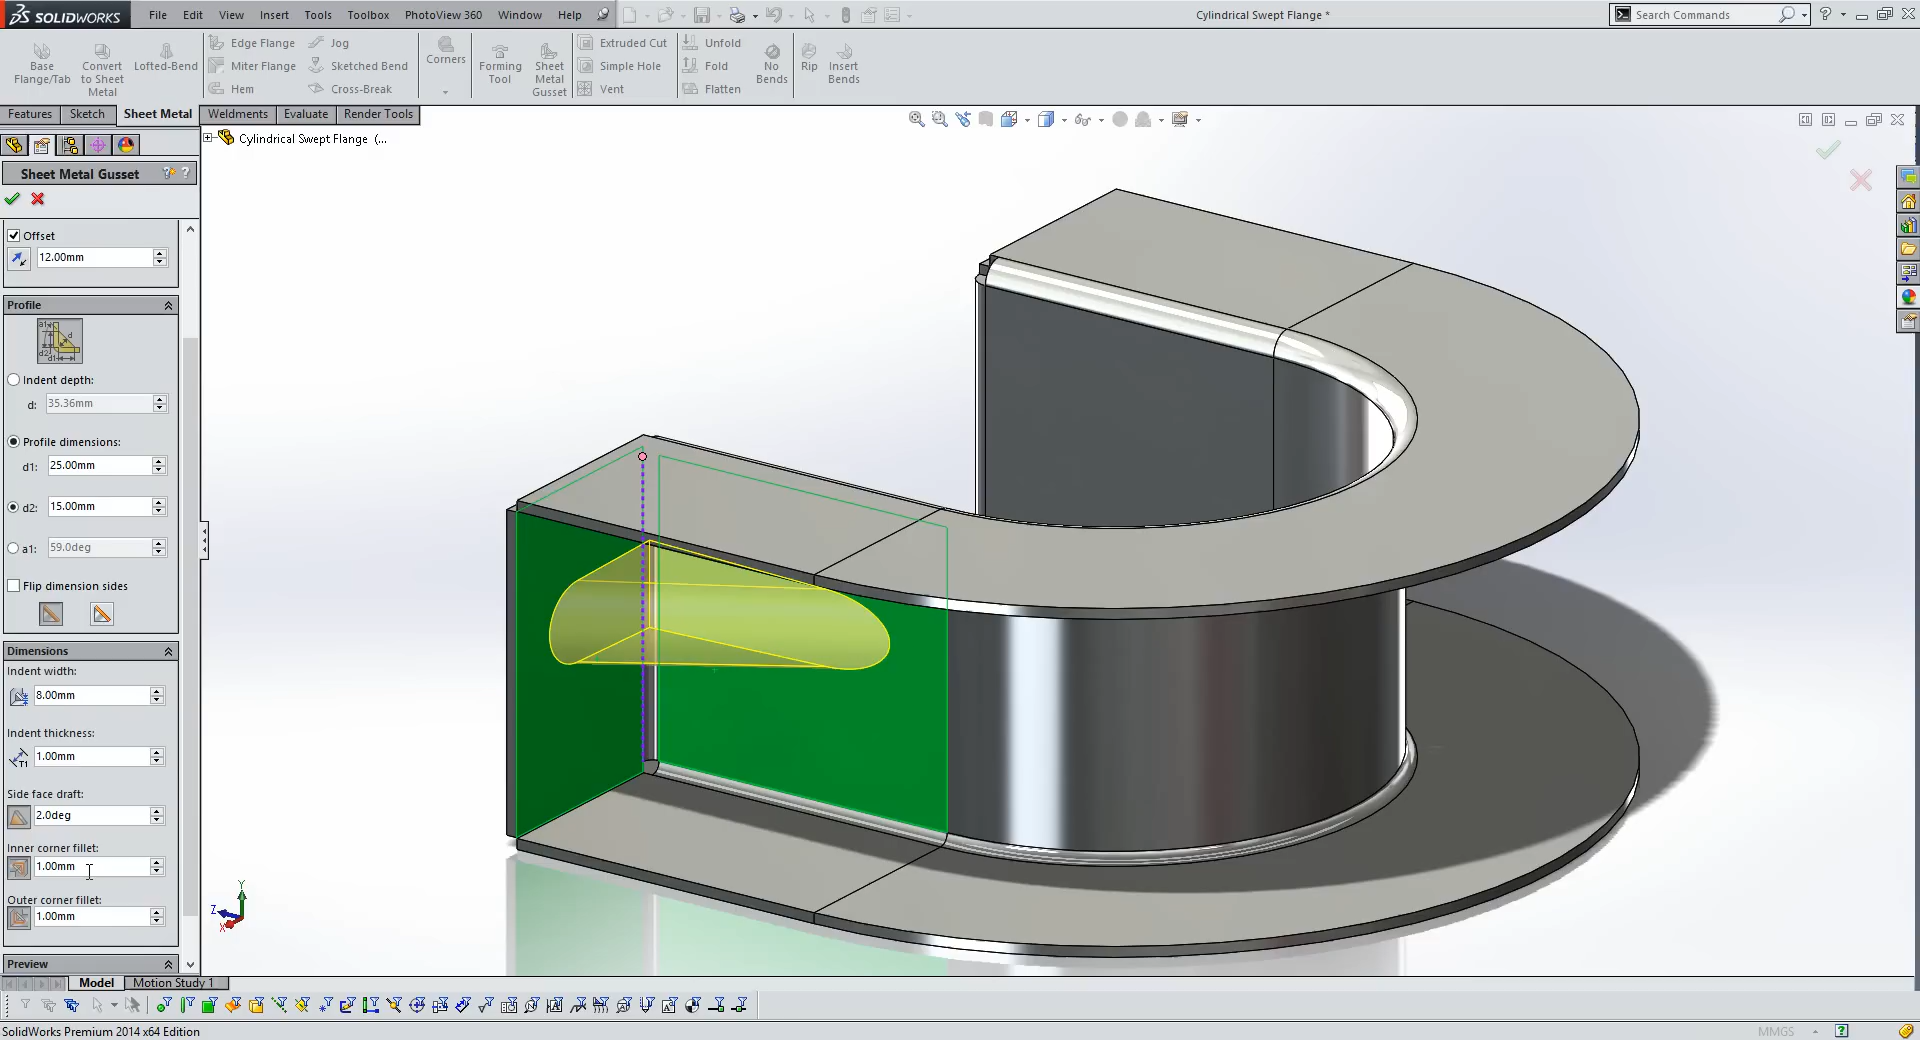 SOLIDWORKS File Edit View Insert Tools Toolbox PhotoView 360 Window Help Cylindrical Swept Flange * Search Commands
Base Flange/Tab
Convert to Sheet Metal
Lofted-Bend
Edge Flange
Miter Flange
Hem
Jog
Sketched Bend
Cross-Break
Corners
Forming Tool
Sheet Metal Gusset
Extruded Cut
Simple Hole
Vent
Unfold
Fold
Flatten
No Bends
Rip
Insert Bends
Features Sketch Sheet Metal Weldments Evaluate Render Tools
Cylindrical Swept Flange (...
Sheet Metal Gusset
Offset
12.00mm
Profile
a1
d
d2
d1
Indent depth:
d: 35.36mm
Profile dimensions:
d1: 25.00mm
d2: 15.00mm
a1: 59.0deg
Flip dimension sides
Dimensions
Indent width:
8.00mm
Indent thickness:
T1
1.00mm
Side face draft:
2.0deg
Inner corner fillet:
1.00mm
Outer corner fillet:
1.00mm
Preview
Y
Z
X
Model Motion Study 1
SolidWorks Premium 2014 x64 Edition MMGS